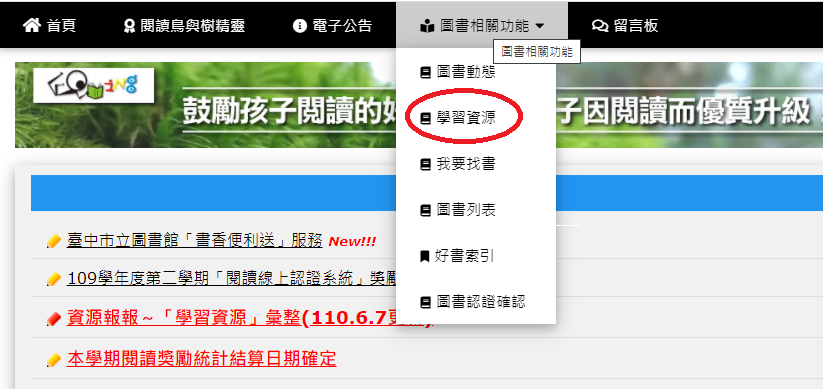 首頁 閱讀鳥與樹精靈 電子公告 圖書相關功能 留言板
圖書相關功能
圖書動態
學習資源
我要找書
圖書列表
好書索引
圖書認證確認
鼓勵孩子閱讀的好 子因閱讀而優質升級！
臺中市立圖書館「書香便利送」服務 New!!!
109學年度第二學期「閱讀線上認證系統」獎勵
資源報報～「學習資源」彙整(110.6.7更新)
本學期閱讀獎勵統計結算日期確定